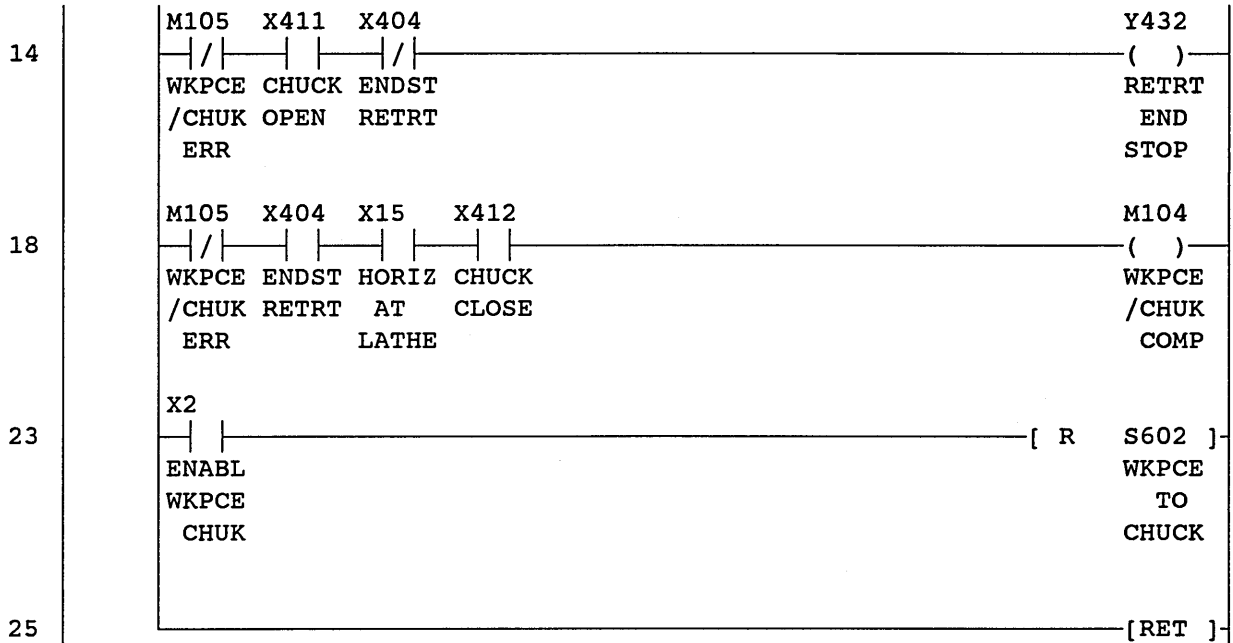 M105 X411 X404 Y432
14 ( )
WKPCE CHUCK ENDST RETRT
/CHUK OPEN RETRT END
ERR STOP
M105 X404 X15 X412 M104
18 ( )
WKPCE ENDST HORIZ CHUCK WKPCE
/CHUK RETRT AT CLOSE /CHUK
ERR LATHE COMP
X2
23 [ R S602 ]
ENABL WKPCE
WKPCE TO
CHUK CHUCK
25 [RET ]